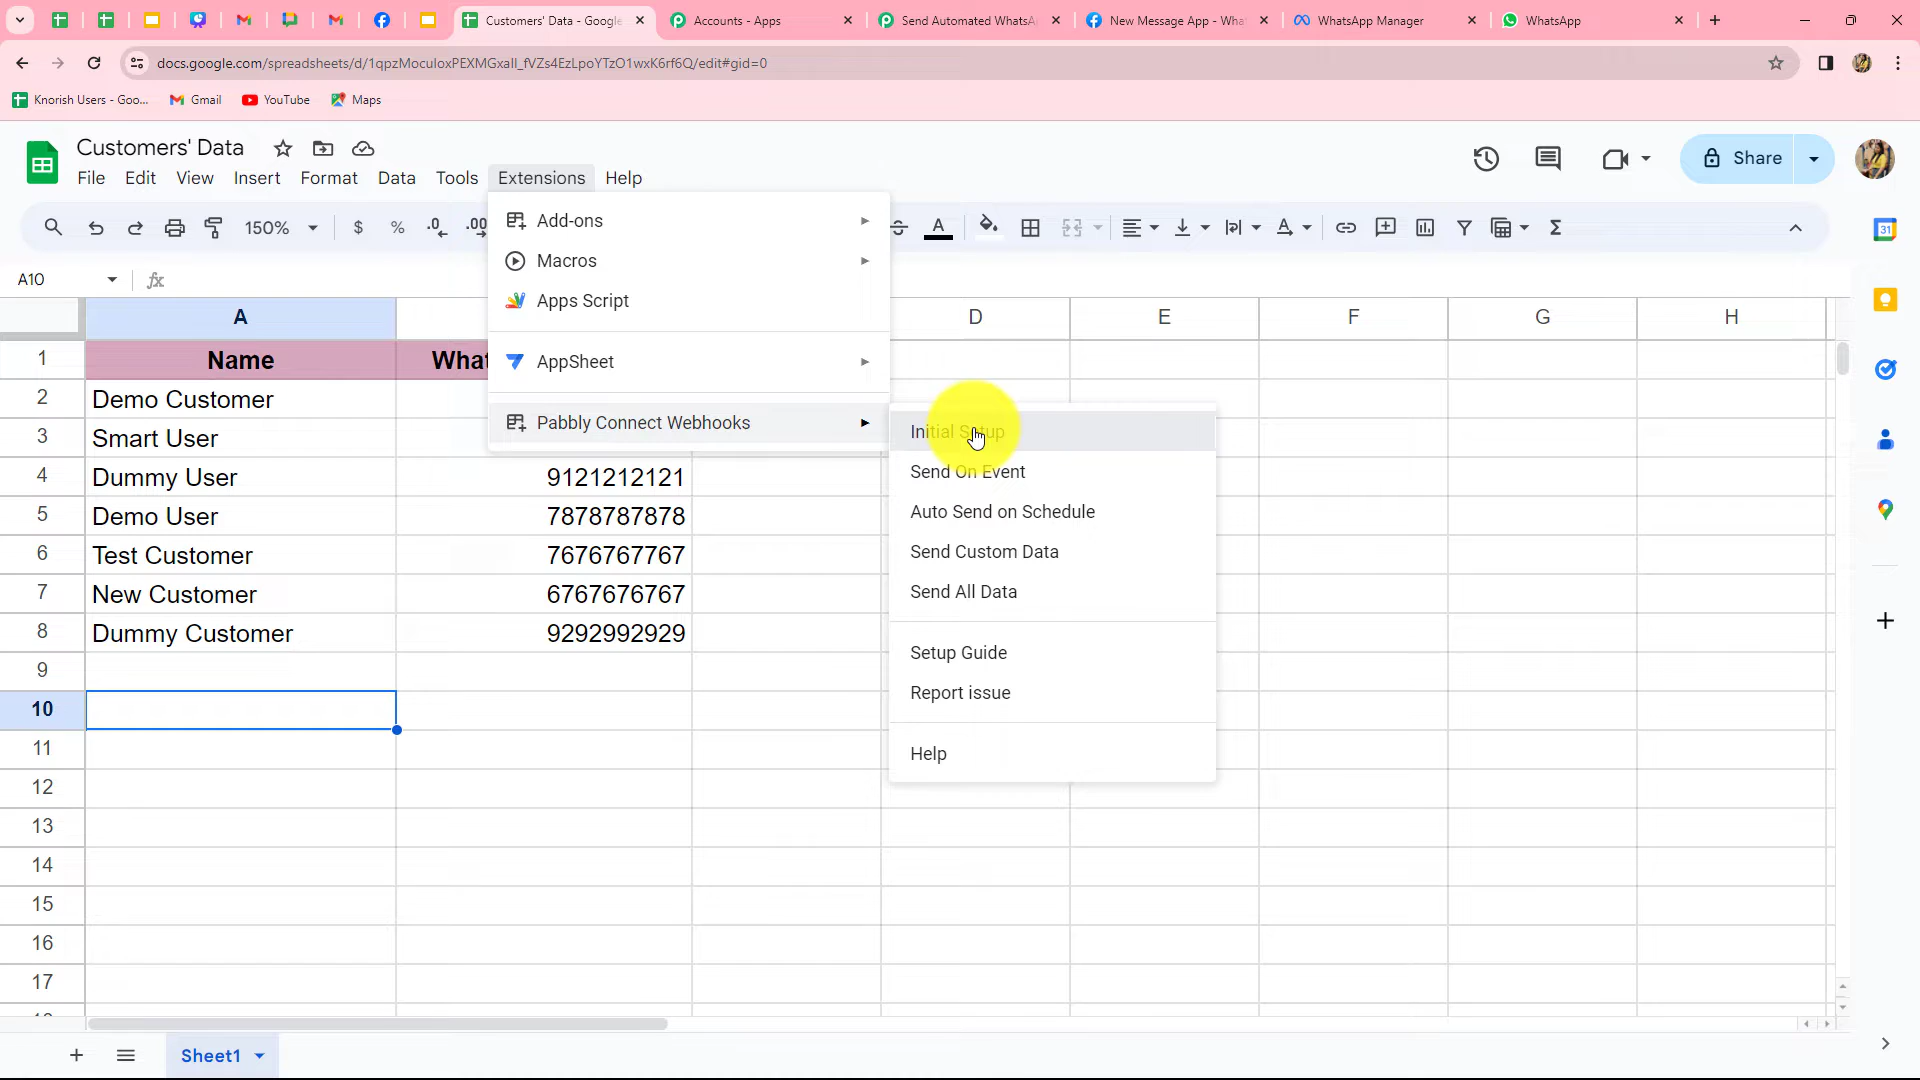 Customers' Data - Google
Accounts - Apps
Send Automated WhatsA
New Message App - Wha
WhatsApp Manager
WhatsApp
docs.google.com/spreadsheets/d/1qpzMoculoxPEXMGxaIl_fVZs4EzLpoYTzO1wxK6rf6Q/edit#gid=0
Knorish Users - Goo...
Gmail
YouTube
Maps
Customers' Data
File Edit View Insert Format Data Tools Extensions Help
Share
150%
$ % .0 .00
A
Σ
31
A10
fx
Add-ons
Macros
Apps Script
AppSheet
Pabbly Connect Webhooks
Initial Setup
Send On Event
Auto Send on Schedule
Send Custom Data
Send All Data
Setup Guide
Report issue
Help
A D E F G H
1 Name What
2 Demo Customer
3 Smart User
4 Dummy User 9121212121
5 Demo User 7878787878
6 Test Customer 7676767767
7 New Customer 6767676767
8 Dummy Customer 9292992929
9
10
11
12
13
14
15
16
17
Sheet1